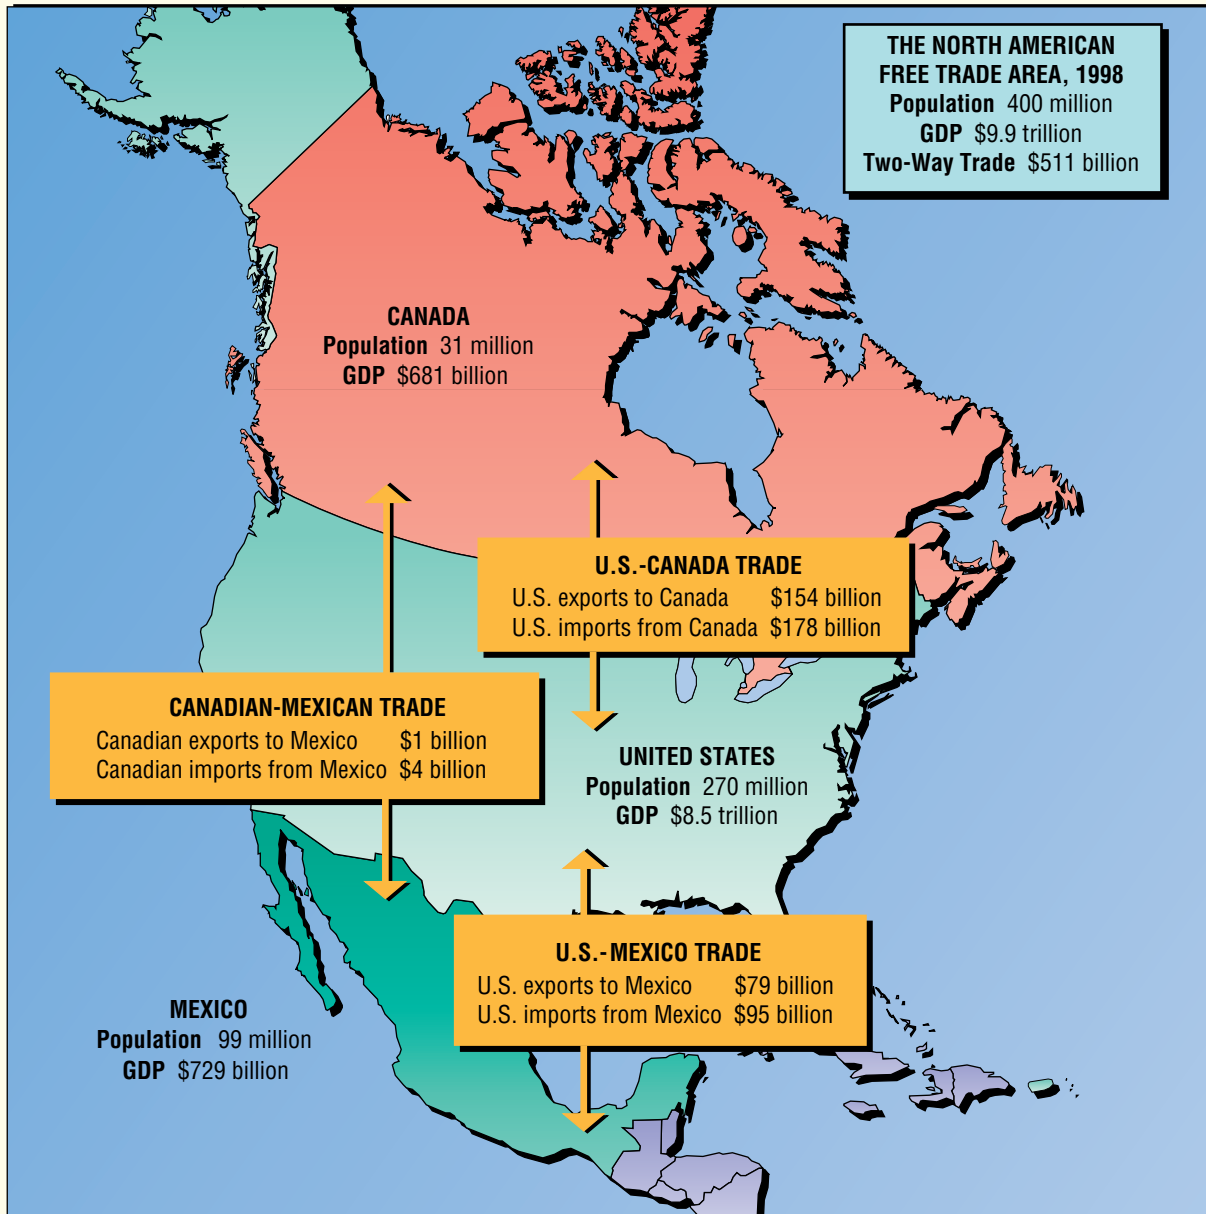 THE NORTH AMERICAN
FREE TRADE AREA, 1998
Population 400 million
GDP $9.9 trillion
Two-Way Trade $511 billion
CANADA
Population 31 million
GDP $681 billion
U.S.-CANADA TRADE
U.S. exports to Canada $154 billion
U.S. imports from Canada $178 billion
CANADIAN-MEXICAN TRADE
Canadian exports to Mexico $1 billion
Canadian imports from Mexico $4 billion
UNITED STATES
Population 270 million
GDP $8.5 trillion
U.S.-MEXICO TRADE
U.S. exports to Mexico $79 billion
U.S. imports from Mexico $95 billion
MEXICO
Population 99 million
GDP $729 billion